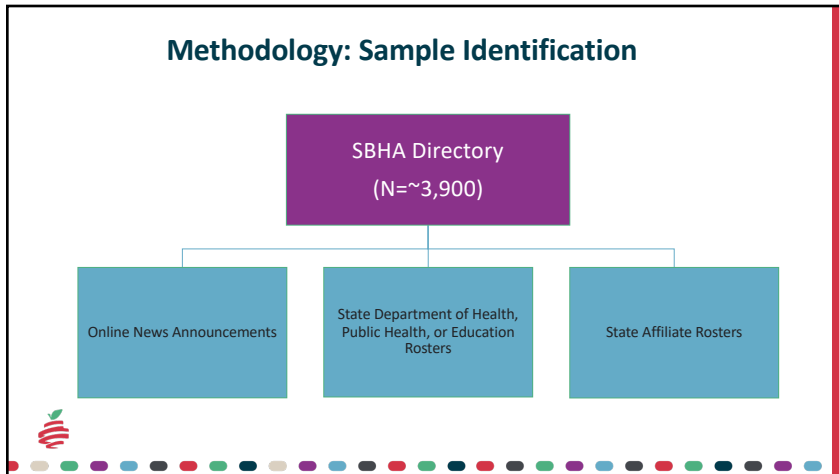 Methodology: Sample Identification
SBHA Directory
(N=~3,900)
Online News Announcements
State Department of Health,
Public Health, or Education
Rosters
State Affiliate Rosters